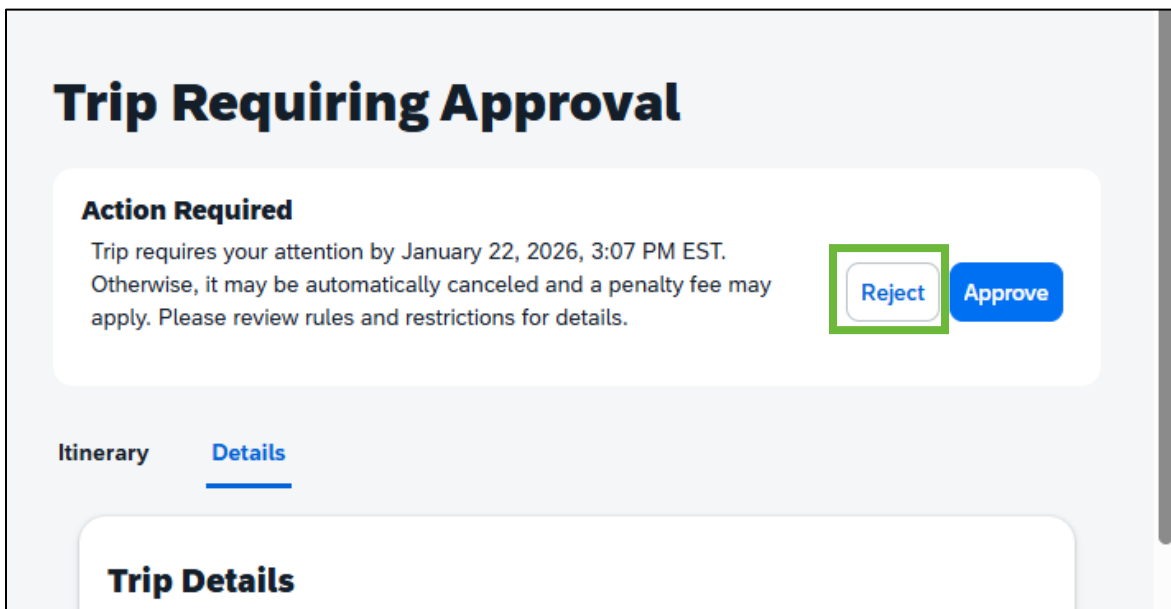 Trip Requiring Approval
Action Required
Trip requires your attention by January 22, 2026, 3:07 PM EST.
Otherwise, it may be automatically canceled and a penalty fee may
apply. Please review rules and restrictions for details.
Reject
Approve
Itinerary
Details
Trip Details